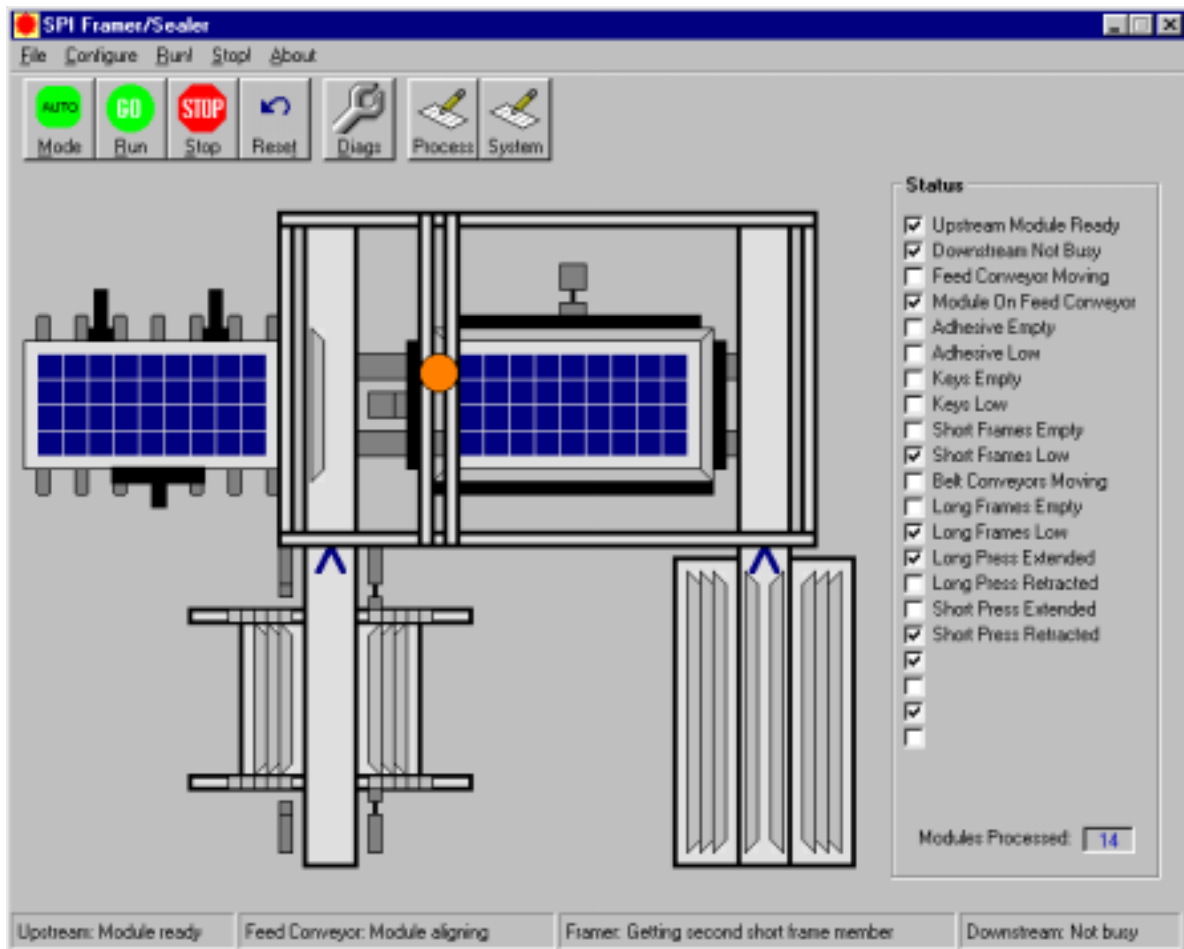 SPI Framer/Sealer
File Configure Run! Stop! About
AUTO GO STOP
Mode Run Stop Reset Diags Process System
Status
Upstream Module Ready
Downstream Not Busy
Feed Conveyor Moving
Module On Feed Conveyor
Adhesive Empty
Adhesive Low
Keys Empty
Keys Low
Short Frames Empty
Short Frames Low
Belt Conveyors Moving
Long Frames Empty
Long Frames Low
Long Press Extended
Long Press Retracted
Short Press Extended
Short Press Retracted
Modules Processed: 14
Upstream: Module ready Feed Conveyor: Module aligning Framer: Getting second short frame member Downstream: Not busy